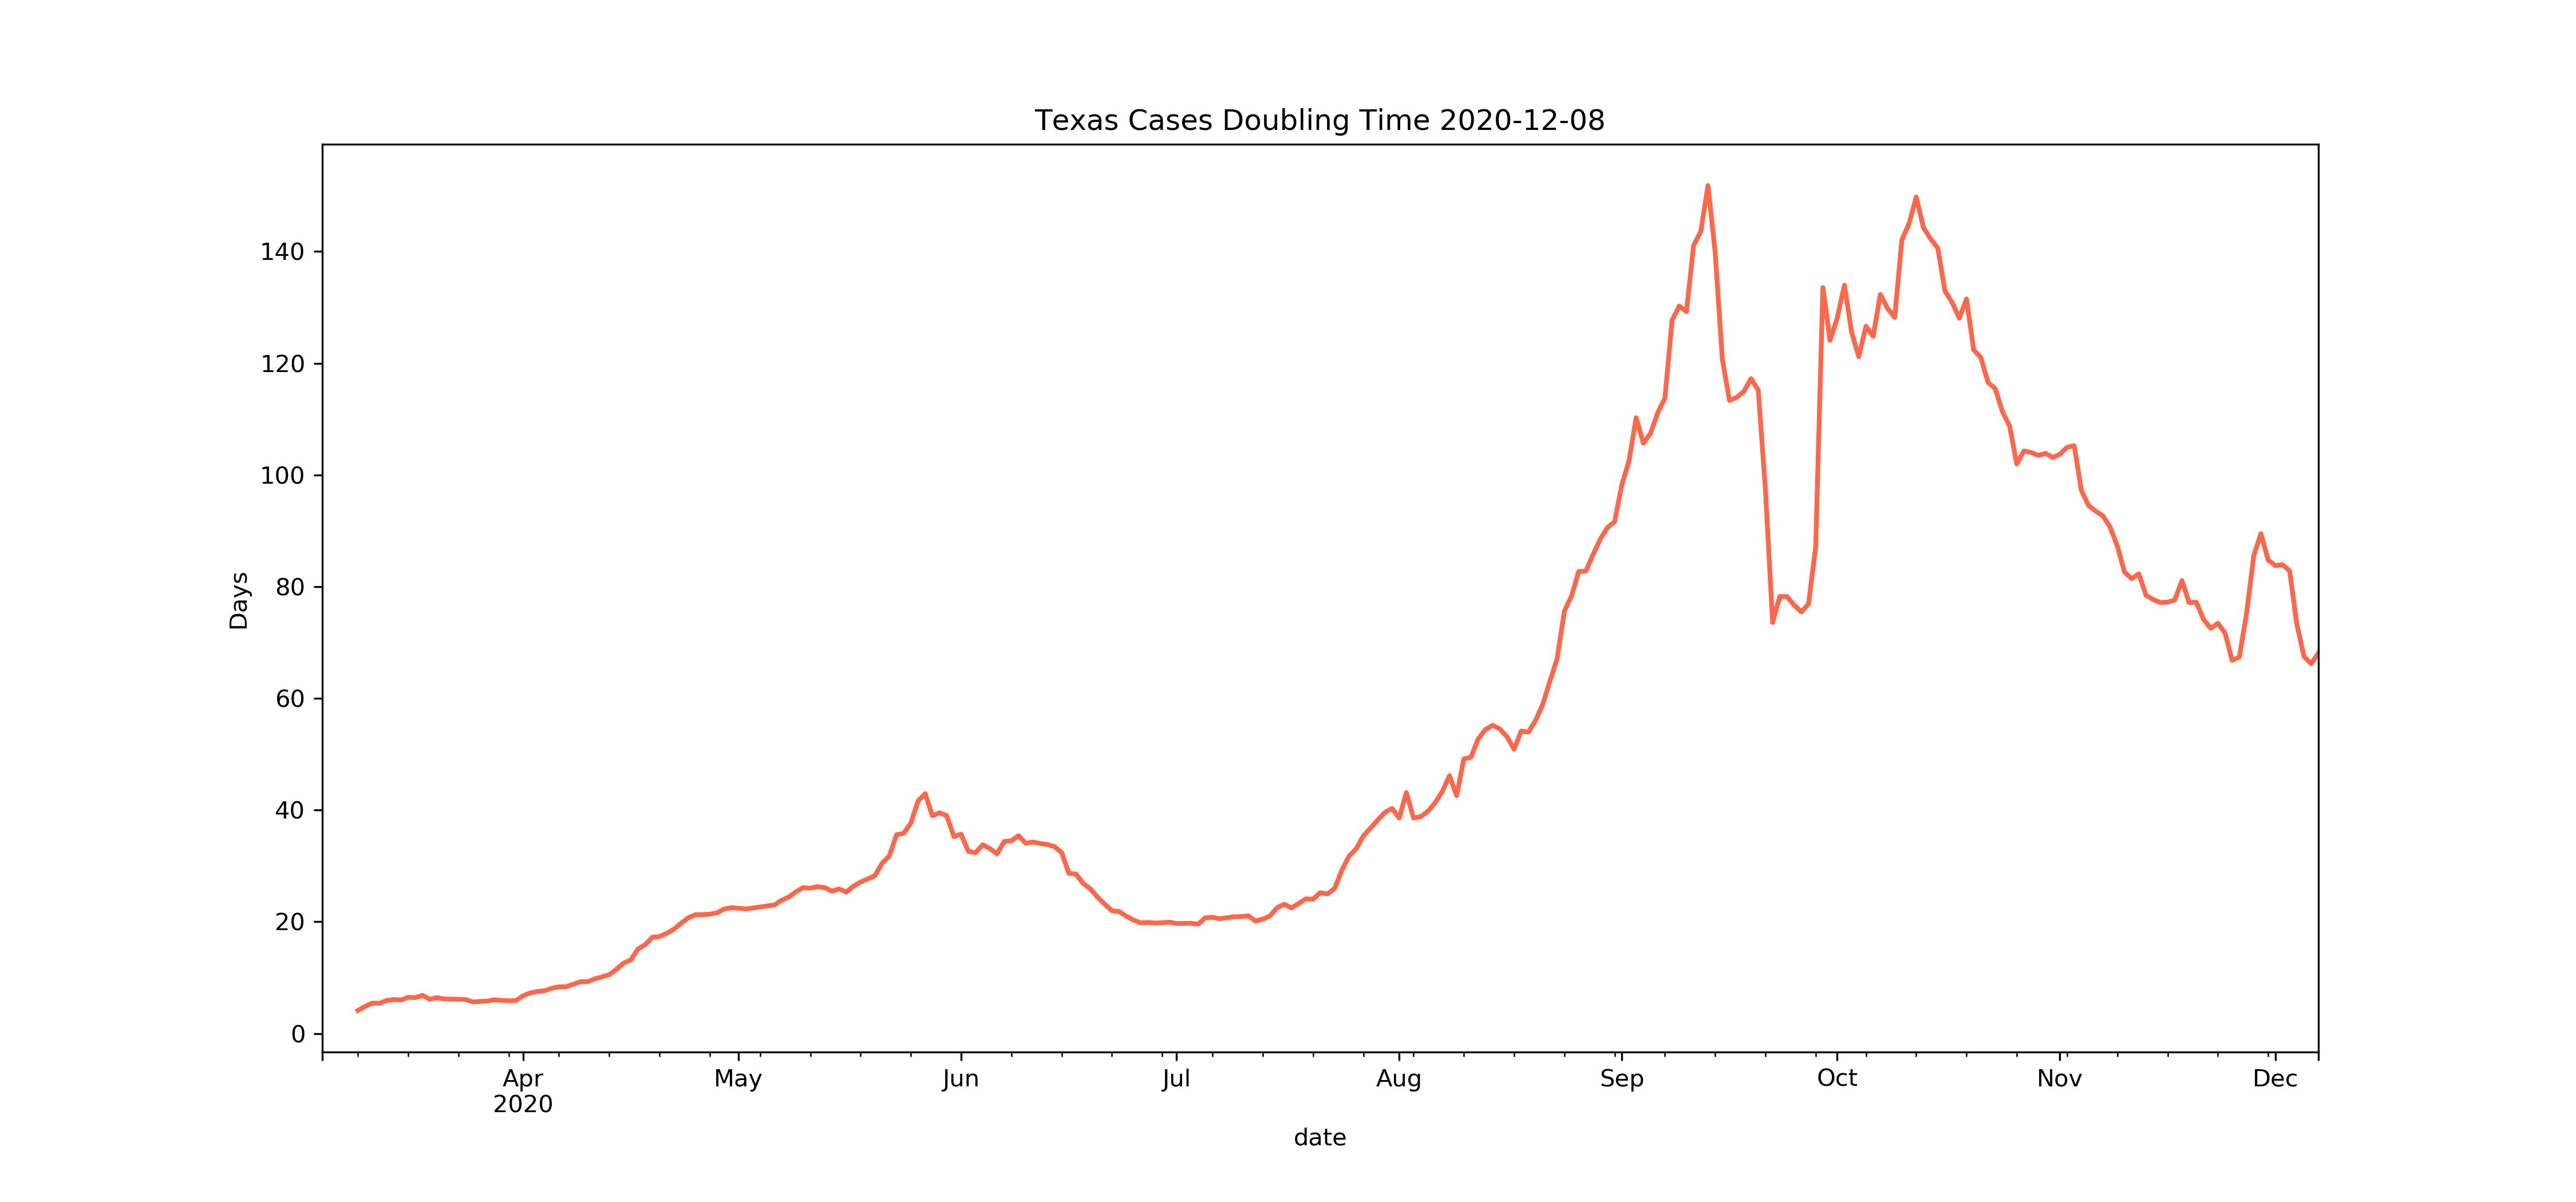 Texas Cases Doubling Time 2020-12-08
140
120
100
80
60
40
20
0
Days
Apr May Jun Jul Aug Sep Oct Nov Dec
2020
date